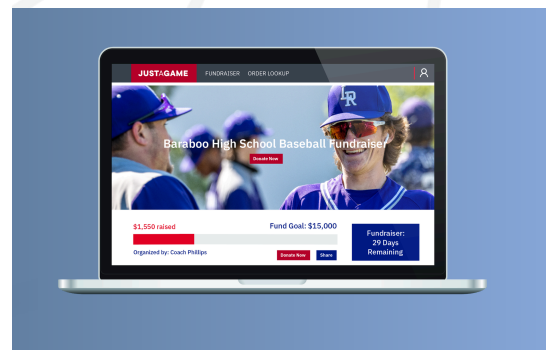 JUSTAGAME FUNDRAISER ORDER LOOKUP
Baraboo High School Baseball Fundraiser
Donate Now
$1,550 raised
Fund Goal: $15,000
Organized by: Coach Phillips
Donate Now
Share
Fundraiser:
29 Days
Remaining